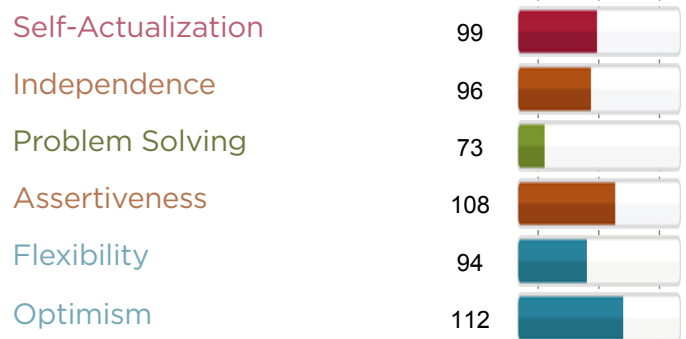 Self-Actualization 99
Independence 96
Problem Solving 73
Assertiveness 108
Flexibility 94
Optimism 112